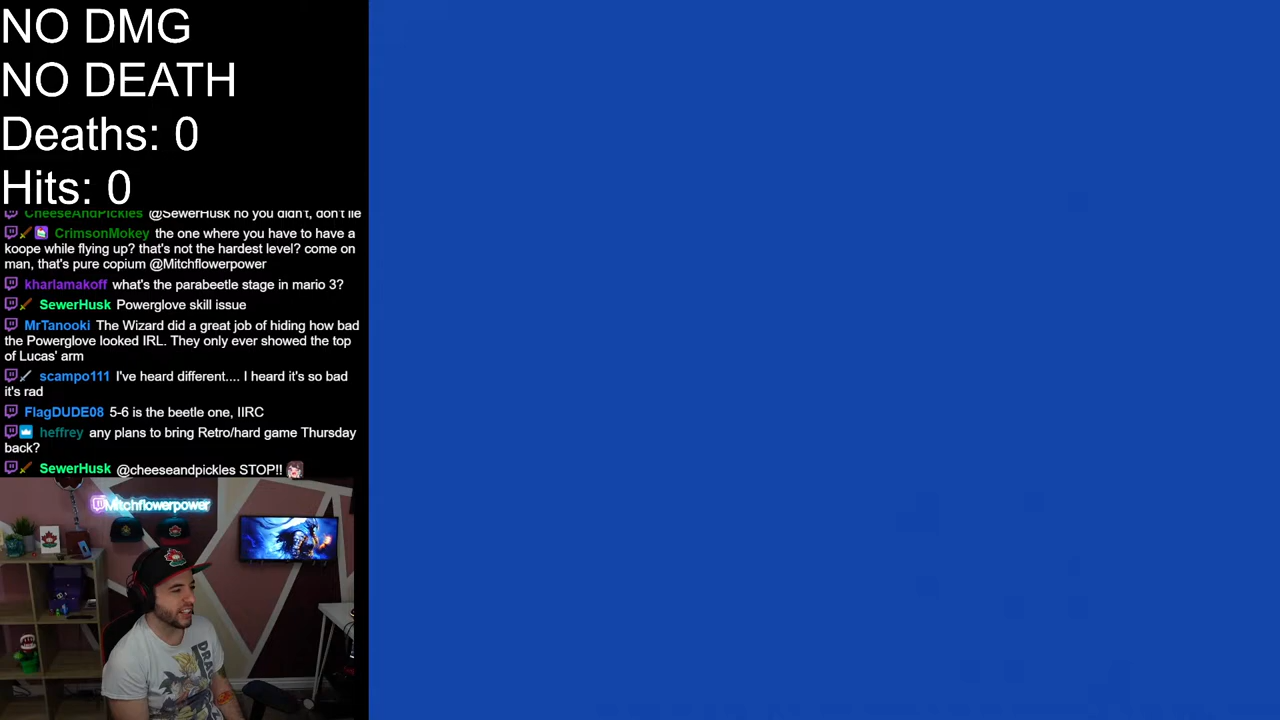 NO DMG
NO DEATH
Deaths: 0
Hits: 0
CheeseAndPickles @SewerHusk no you didn't, don't lie
CrimsonMokey the one where you have to have a
koope while flying up? that's not the hardest level? come on
man, that's pure copium @Mitchflowerpower
kharlamakoff what's the parabeetle stage in mario 3?
SewerHusk Powerglove skill issue
MrTanooki The Wizard did a great job of hiding how bad
the Powerglove looked IRL. They only ever showed the top
of Lucas' arm
scampo111 I've heard different.... I heard it's so bad
it's rad
FlagDUDE08 5-6 is the beetle one, IIRC
heffrey any plans to bring Retro/hard game Thursday
back?
SewerHusk @cheeseandpickles STOP!!
Mitchflowerpower